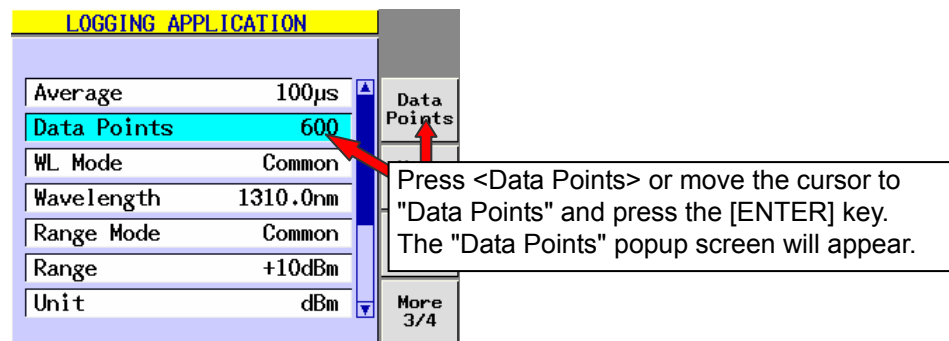 LOGGING APPLICATION
Average 100μs
Data Points 600
WL Mode Common
Wavelength 1310.0nm
Range Mode Common
Range +10dBm
Unit dBm
Data
Points
More
3/4
Press <Data Points> or move the cursor to
"Data Points" and press the [ENTER] key.
The "Data Points" popup screen will appear.